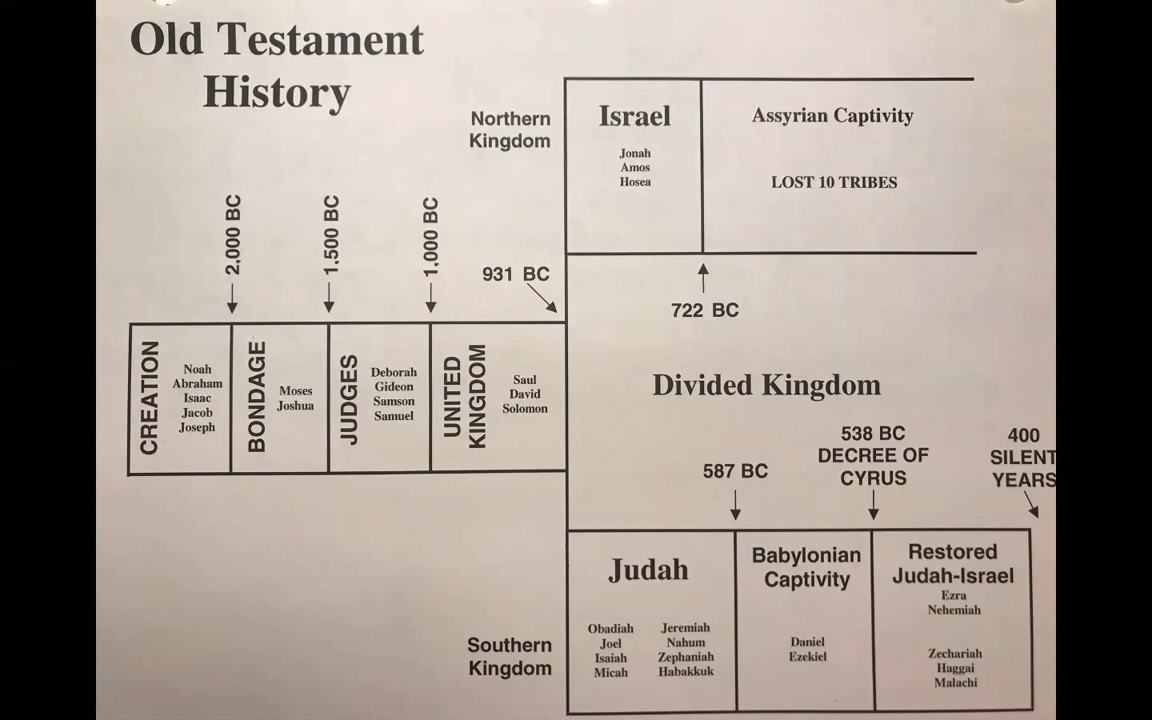 Old Testament
History
Northern
Kingdom
Israel
Jonah
Amos
Hosea
Assyrian Captivity
LOST 10 TRIBES
2,000 BC
1,500 BC
1,000 BC
931 BC
722 BC
CREATION
Noah
Abraham
Isaac
Jacob
Joseph
BONDAGE
Moses
Joshua
JUDGES
Deborah
Gideon
Samson
Samuel
UNITED
KINGDOM
Saul
David
Solomon
Divided Kingdom
587 BC
538 BC
DECREE OF
CYRUS
400
SILENT
YEARS
Southern
Kingdom
Judah
Obadiah
Joel
Isaiah
Micah
Jeremiah
Nahum
Zephaniah
Habakkuk
Babylonian
Captivity
Daniel
Ezekiel
Restored
Judah-Israel
Ezra
Nehemiah
Zechariah
Haggai
Malachi